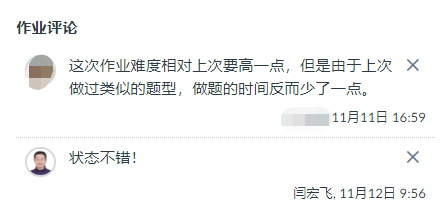 作业评论
这次作业难度相对上次要高一点，但是由于上次
做过类似的题型，做题的时间反而少了一点。
11月11日 16:59
状态不错！
闫宏飞, 11月12日 9:56